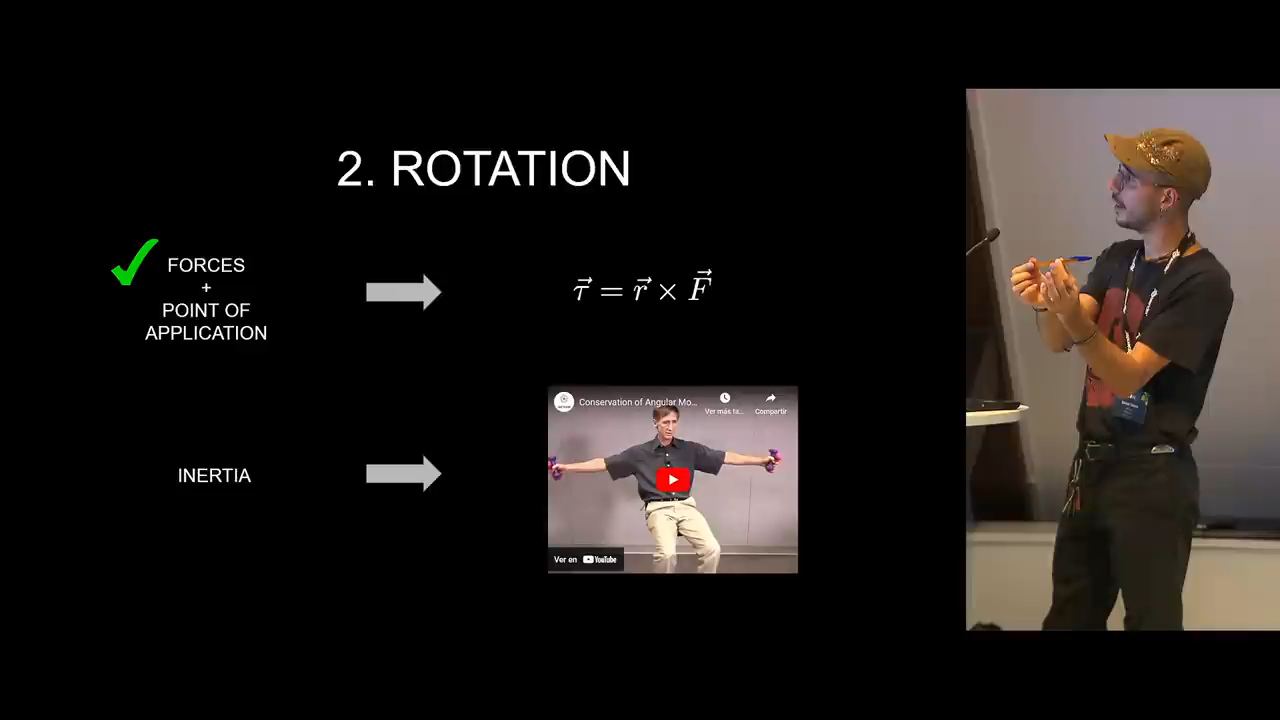 2. ROTATION
FORCES
+
POINT OF
APPLICATION
τ⃗ = r⃗ × F⃗
Conservation of Angular Mo...
Ver más ta...
Compartir
INERTIA
Ver en YouTube